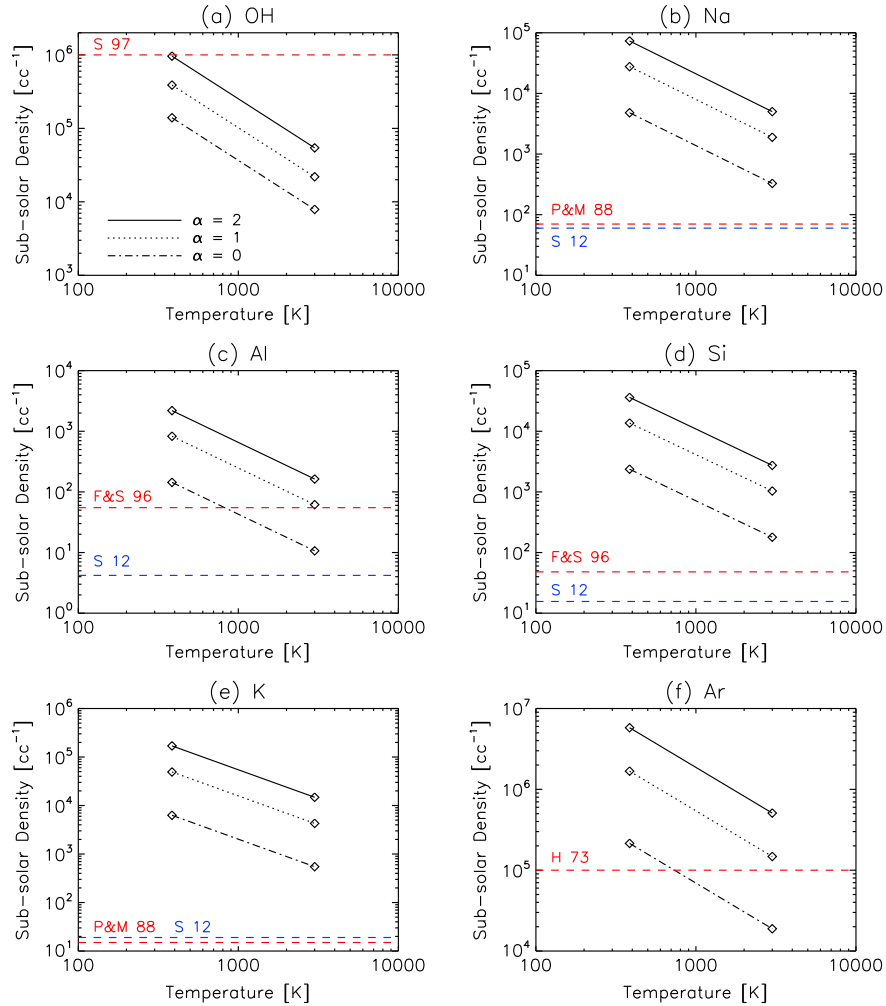 (a) OH
S 97
α = 2
α = 1
α = 0
Sub-solar Density [cc⁻¹]
10⁶
10⁵
10⁴
10³
100 1000 10000
Temperature [K]
(b) Na
P&M 88
S 12
Sub-solar Density [cc⁻¹]
10⁵
10⁴
10³
10²
10¹
100 1000 10000
Temperature [K]
(c) Al
F&S 96
S 12
Sub-solar Density [cc⁻¹]
10⁴
10³
10²
10¹
10⁰
100 1000 10000
Temperature [K]
(d) Si
F&S 96
S 12
Sub-solar Density [cc⁻¹]
10⁵
10⁴
10³
10²
10¹
100 1000 10000
Temperature [K]
(e) K
P&M 88 S 12
Sub-solar Density [cc⁻¹]
10⁶
10⁵
10⁴
10³
10²
10¹
100 1000 10000
Temperature [K]
(f) Ar
H 73
Sub-solar Density [cc⁻¹]
10⁷
10⁶
10⁵
10⁴
100 1000 10000
Temperature [K]